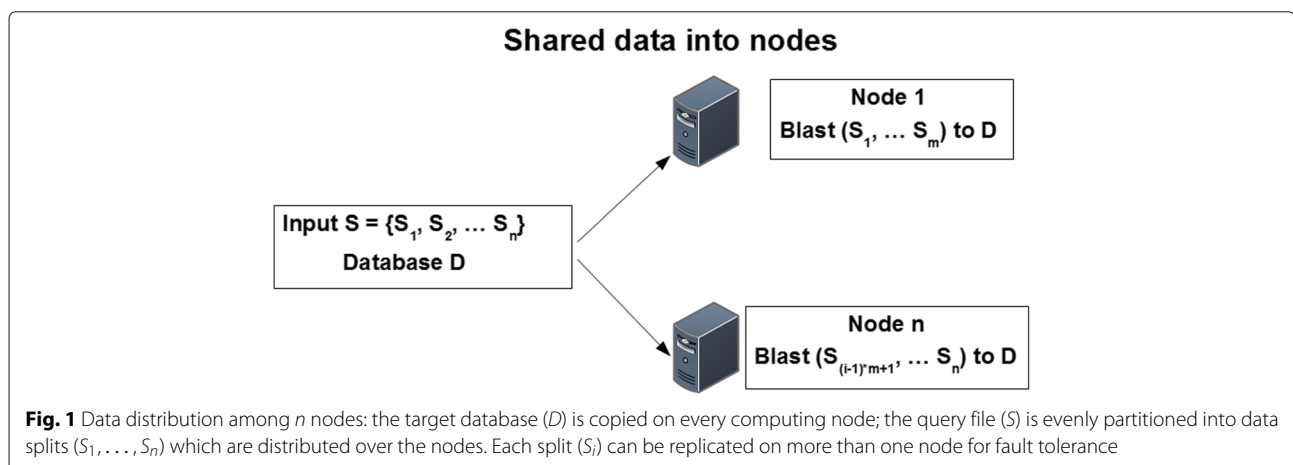 Shared data into nodes
Node 1
Blast (S₁, ... Sₘ) to D
Input S = {S₁, S₂, ... Sₙ}
Database D
Node n
Blast (S₍ᵢ₋₁₎*ₘ₊₁, ... Sₙ) to D
Fig. 1 Data distribution among n nodes: the target database (D) is copied on every computing node; the query file (S) is evenly partitioned into data
splits (S₁, . . . , Sₙ) which are distributed over the nodes. Each split (Sᵢ) can be replicated on more than one node for fault tolerance